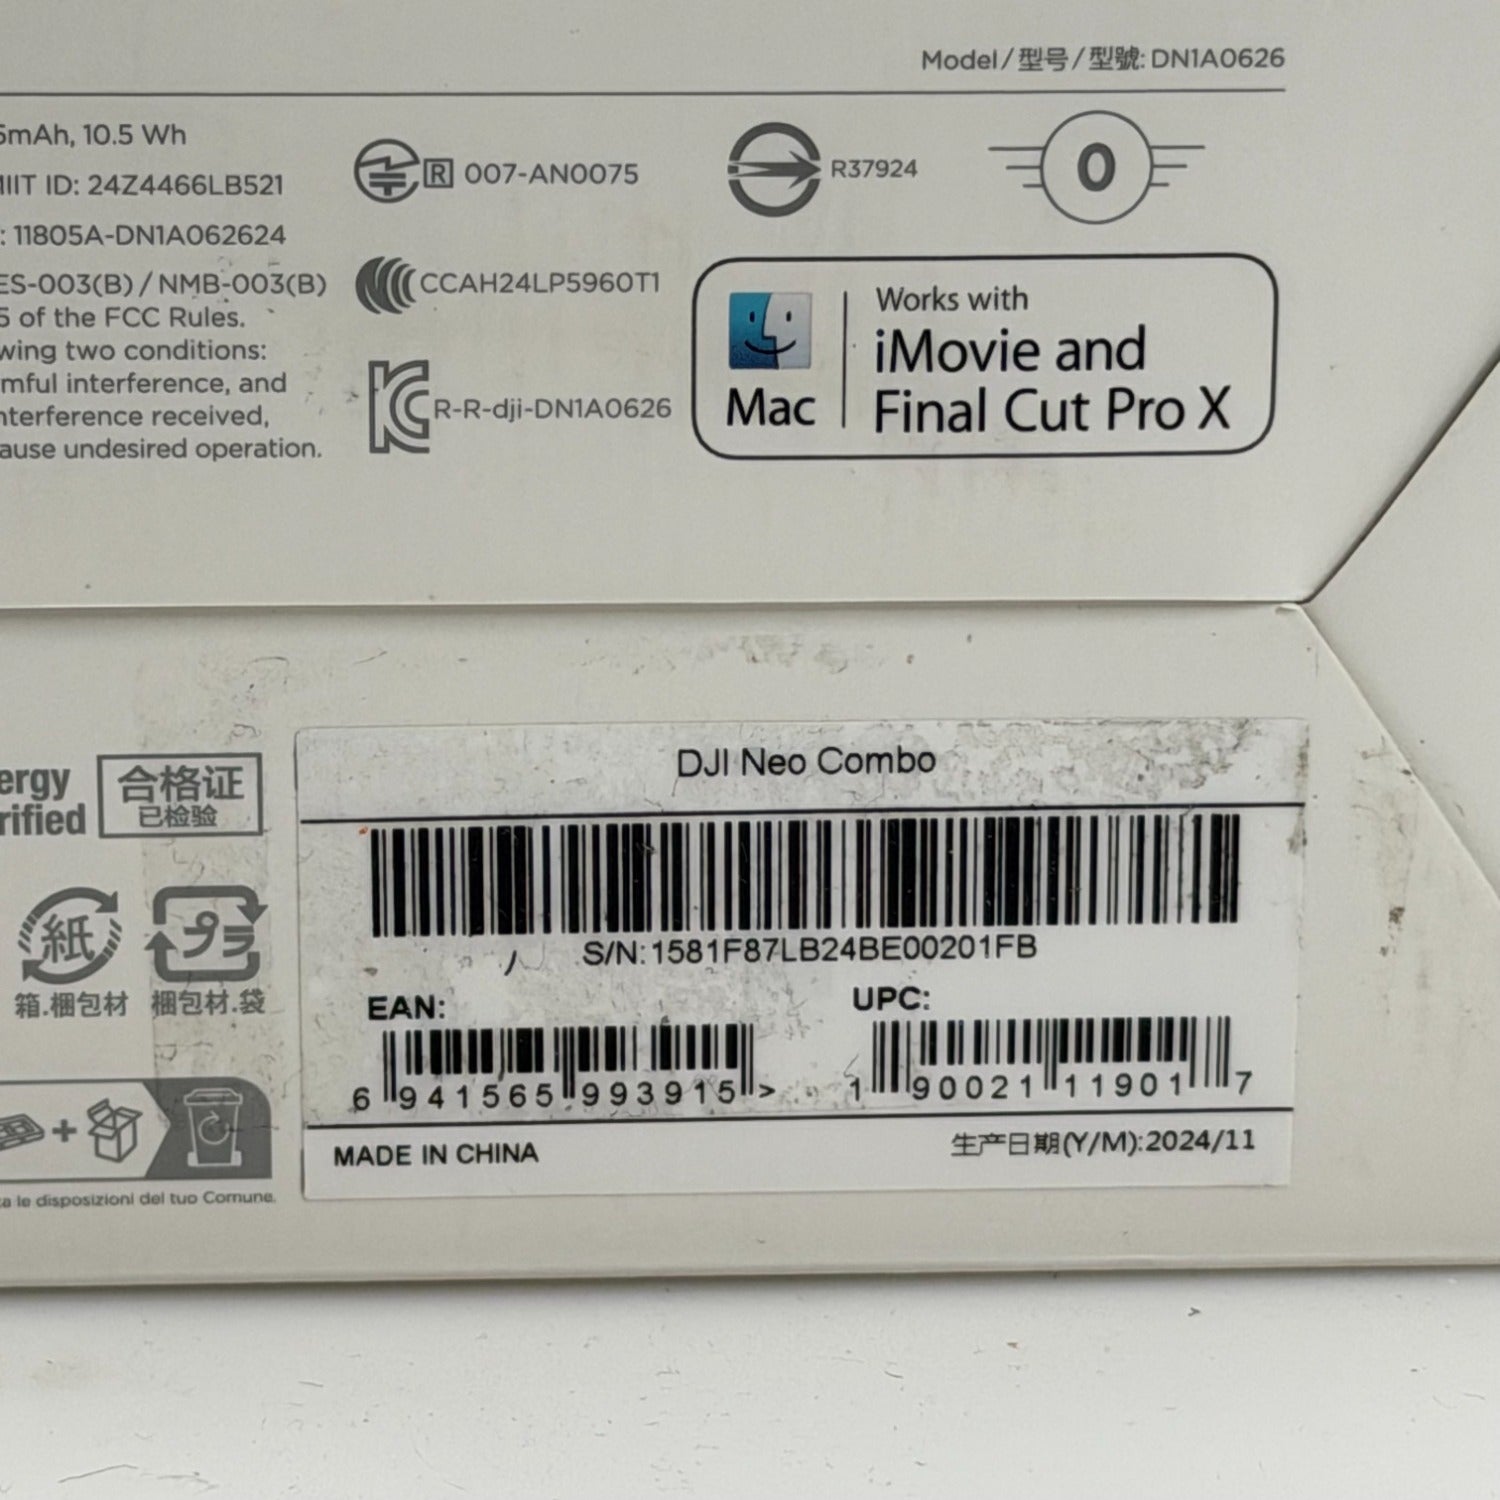 Model/型号/型號: DN1A0626
5mAh, 10.5 Wh
MIIT ID: 24Z4466LB521
: 11805A-DN1A062624
ES-003(B) / NMB-003(B)
5 of the FCC Rules.
wing two conditions:
mful interference, and
nterference received,
ause undesired operation.
R 007-AN0075
CCAH24LP5960T1
R-R-dji-DN1A0626
R37924
0
Mac
Works with
iMovie and
Final Cut Pro X
ergy
rified
合格证
已检验
紙
箱.梱包材
プラ
梱包材.袋
ta le disposizioni del tuo Comune.
DJI Neo Combo
S/N:1581F87LB24BE00201FB
EAN:
6 941565 993915 >
UPC:
1 90021 11901 7
MADE IN CHINA
生产日期(Y/M):2024/11